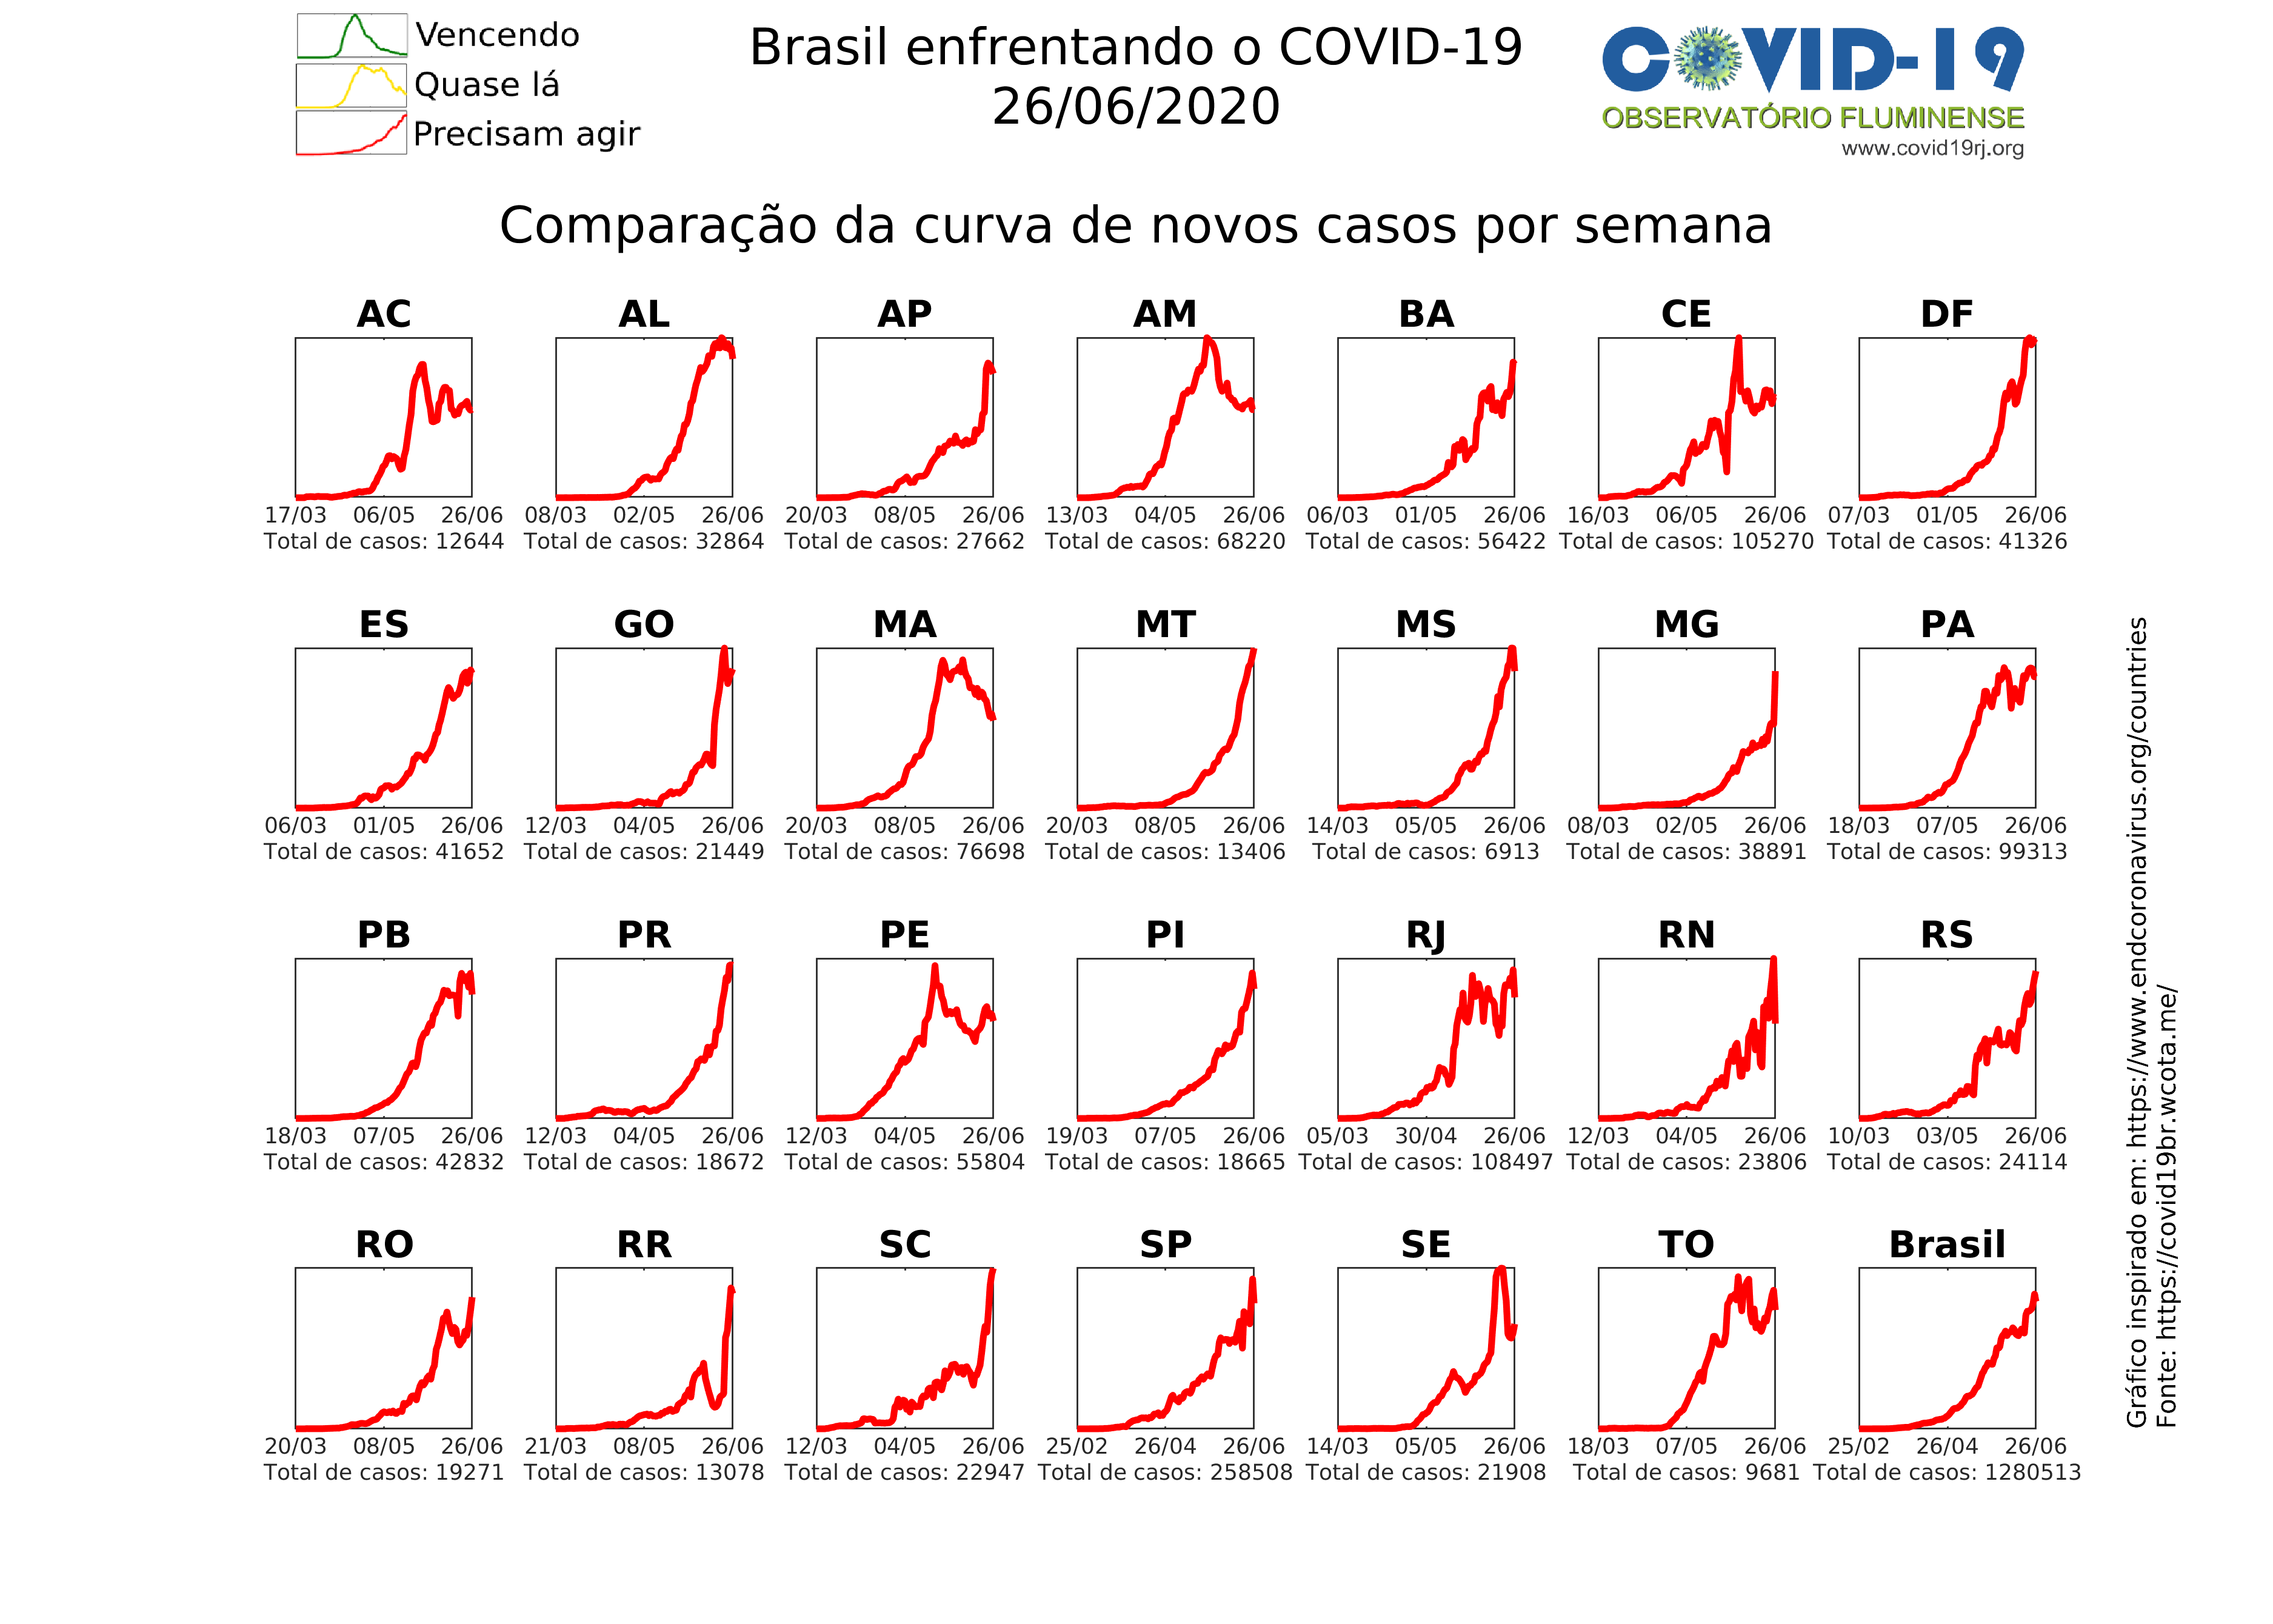 Vencendo
Quase lá
Precisam agir
Brasil enfrentando o COVID-19
26/06/2020
COVID-19
OBSERVATÓRIO FLUMINENSE
www.covid19rj.org
Comparação da curva de novos casos por semana
AC AL AP AM BA CE DF
17/03 06/05 26/06 08/03 02/05 26/06 20/03 08/05 26/06 13/03 04/05 26/06 06/03 01/05 26/06 16/03 06/05 26/06 07/03 01/05 26/06
Total de casos: 12644 Total de casos: 32864 Total de casos: 27662 Total de casos: 68220 Total de casos: 56422 Total de casos: 105270 Total de casos: 41326
ES GO MA MT MS MG PA
06/03 01/05 26/06 12/03 04/05 26/06 20/03 08/05 26/06 20/03 08/05 26/06 14/03 05/05 26/06 08/03 02/05 26/06 18/03 07/05 26/06
Total de casos: 41652 Total de casos: 21449 Total de casos: 76698 Total de casos: 13406 Total de casos: 6913 Total de casos: 38891 Total de casos: 99313
PB PR PE PI RJ RN RS
18/03 07/05 26/06 12/03 04/05 26/06 12/03 04/05 26/06 19/03 07/05 26/06 05/03 30/04 26/06 12/03 04/05 26/06 10/03 03/05 26/06
Total de casos: 42832 Total de casos: 18672 Total de casos: 55804 Total de casos: 18665 Total de casos: 108497 Total de casos: 23806 Total de casos: 24114
RO RR SC SP SE TO Brasil
20/03 08/05 26/06 21/03 08/05 26/06 12/03 04/05 26/06 25/02 26/04 26/06 14/03 05/05 26/06 18/03 07/05 26/06 25/02 26/04 26/06
Total de casos: 19271 Total de casos: 13078 Total de casos: 22947 Total de casos: 258508 Total de casos: 21908 Total de casos: 9681 Total de casos: 1280513
Gráfico inspirado em: https://www.endcoronavirus.org/countries
Fonte: https://covid19br.wcota.me/